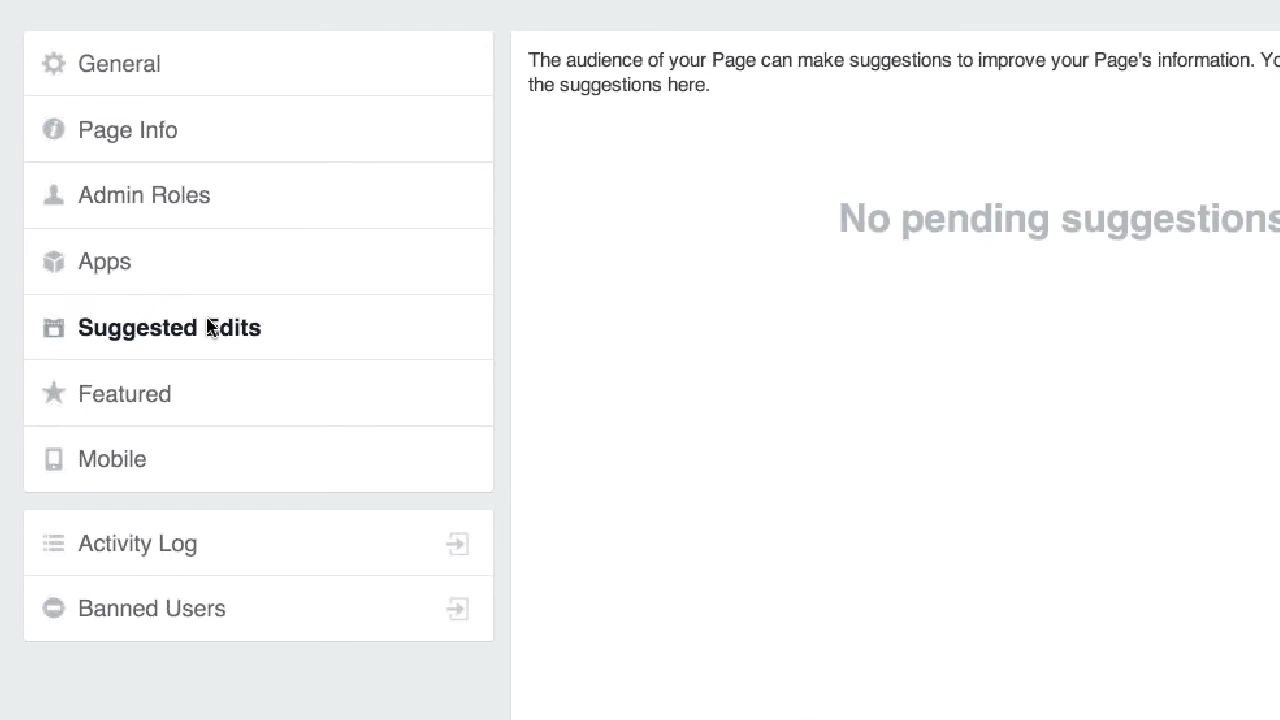 General
Page Info
Admin Roles
Apps
Suggested Edits
Featured
Mobile
Activity Log
Banned Users
The audience of your Page can make suggestions to improve your Page's information.
the suggestions here.
No pending suggestions